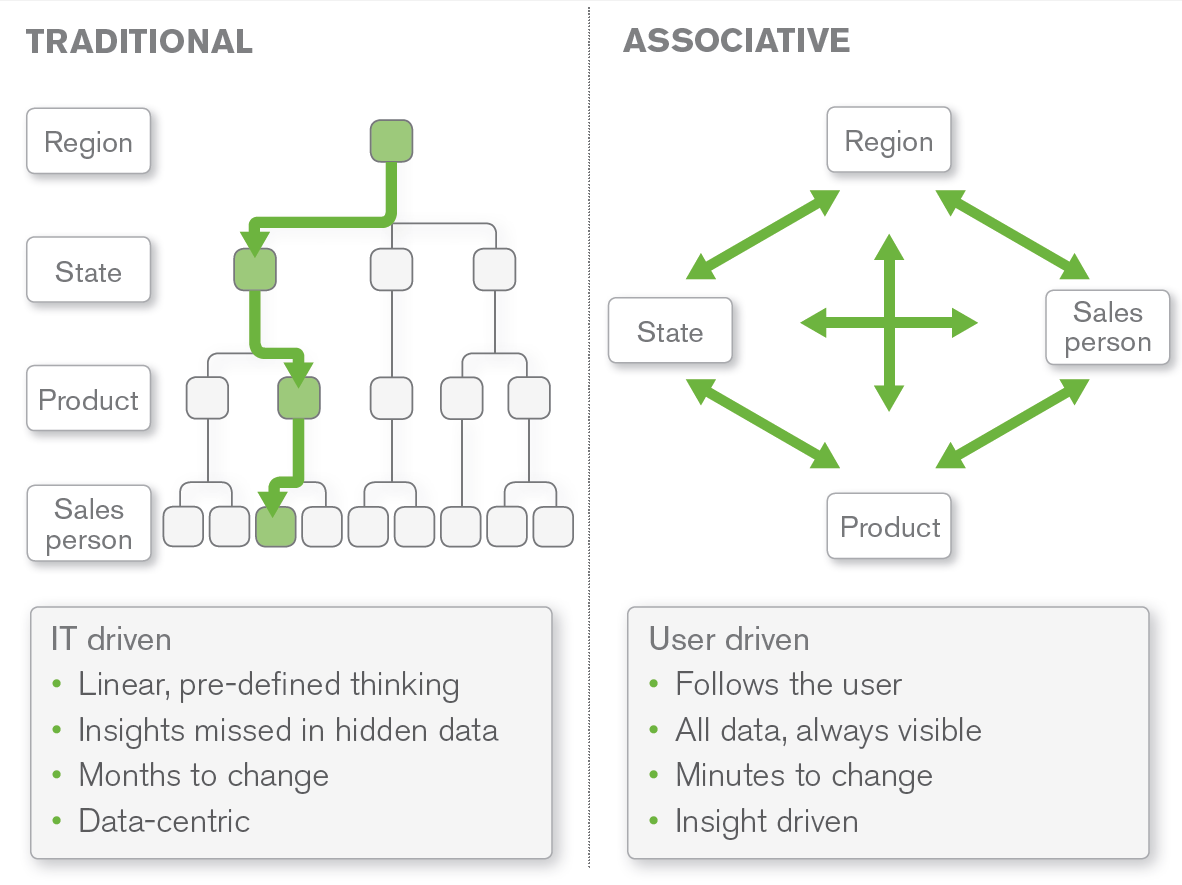 TRADITIONAL
Region
State
Product
Sales
person
IT driven
• Linear, pre-defined thinking
• Insights missed in hidden data
• Months to change
• Data-centric
ASSOCIATIVE
Region
State
Sales
person
Product
User driven
• Follows the user
• All data, always visible
• Minutes to change
• Insight driven